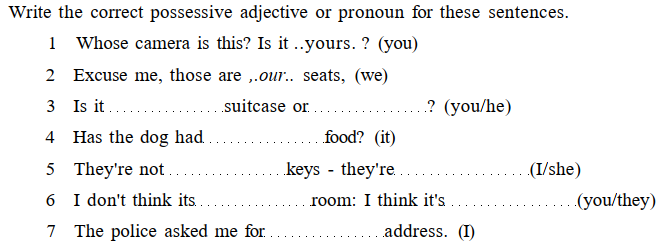 Write the correct possessive adjective or pronoun for these sentences.
1 Whose camera is this? Is it ..yours. ? (you)
2 Excuse me, those are ,.our.. seats, (we)
3 Is it ................suitcase or................? (you/he)
4 Has the dog had................food? (it)
5 They're not................keys - they're..................(I/she)
6 I don't think its................room: I think it's ................(you/they)
7 The police asked me for................address. (I)